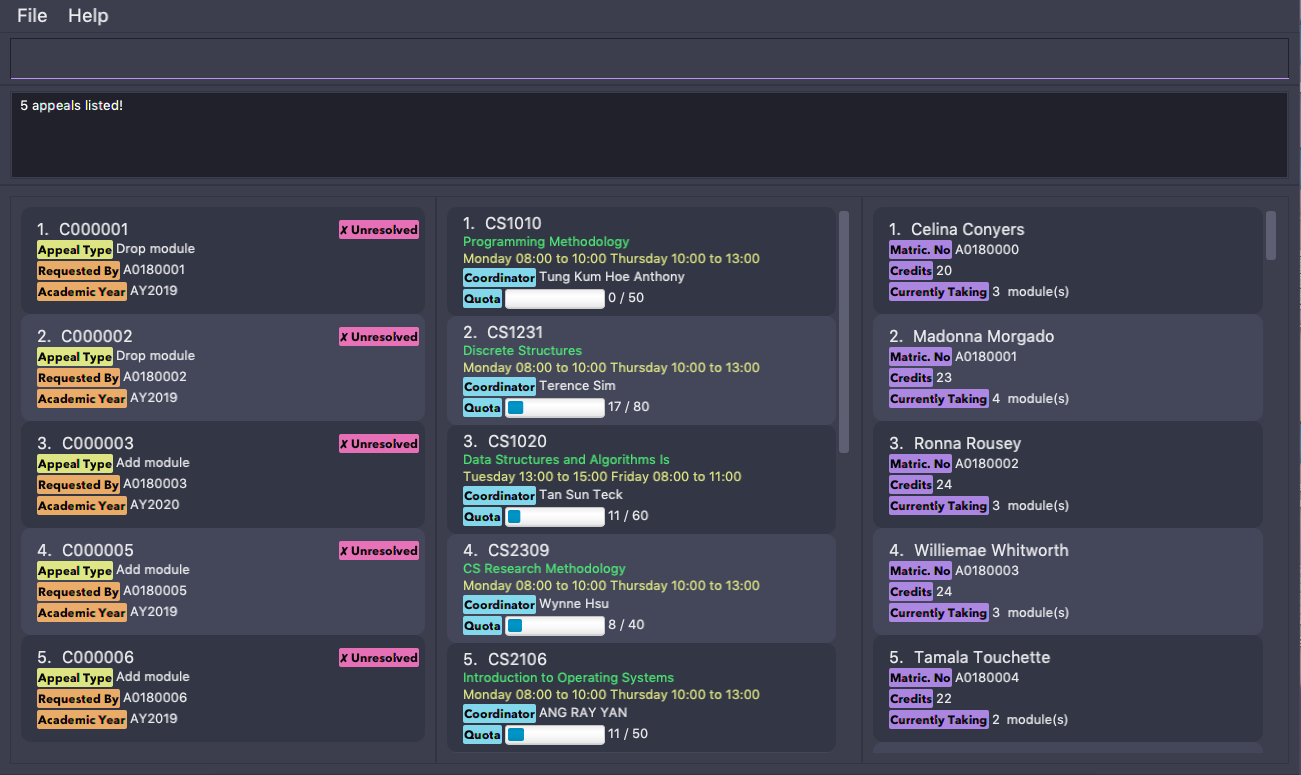 File Help
5 appeals listed!
1. C000001 ✗ Unresolved
Appeal Type Drop module
Requested By A0180001
Academic Year AY2019
2. C000002 ✗ Unresolved
Appeal Type Drop module
Requested By A0180002
Academic Year AY2019
3. C000003 ✗ Unresolved
Appeal Type Add module
Requested By A0180003
Academic Year AY2020
4. C000005 ✗ Unresolved
Appeal Type Add module
Requested By A0180005
Academic Year AY2019
5. C000006 ✗ Unresolved
Appeal Type Add module
Requested By A0180006
Academic Year AY2019
1. CS1010
Programming Methodology
Monday 08:00 to 10:00 Thursday 10:00 to 13:00
Coordinator Tung Kum Hoe Anthony
Quota 0 / 50
2. CS1231
Discrete Structures
Monday 08:00 to 10:00 Thursday 10:00 to 13:00
Coordinator Terence Sim
Quota 17 / 80
3. CS1020
Data Structures and Algorithms Is
Tuesday 13:00 to 15:00 Friday 08:00 to 11:00
Coordinator Tan Sun Teck
Quota 11 / 60
4. CS2309
CS Research Methodology
Monday 08:00 to 10:00 Thursday 10:00 to 13:00
Coordinator Wynne Hsu
Quota 8 / 40
5. CS2106
Introduction to Operating Systems
Monday 08:00 to 10:00 Thursday 10:00 to 13:00
Coordinator ANG RAY YAN
Quota 11 / 50
1. Celina Conyers
Matric. No A0180000
Credits 20
Currently Taking 3 module(s)
2. Madonna Morgado
Matric. No A0180001
Credits 23
Currently Taking 4 module(s)
3. Ronna Rousey
Matric. No A0180002
Credits 24
Currently Taking 3 module(s)
4. Williemae Whitworth
Matric. No A0180003
Credits 24
Currently Taking 3 module(s)
5. Tamala Touchette
Matric. No A0180004
Credits 22
Currently Taking 2 module(s)